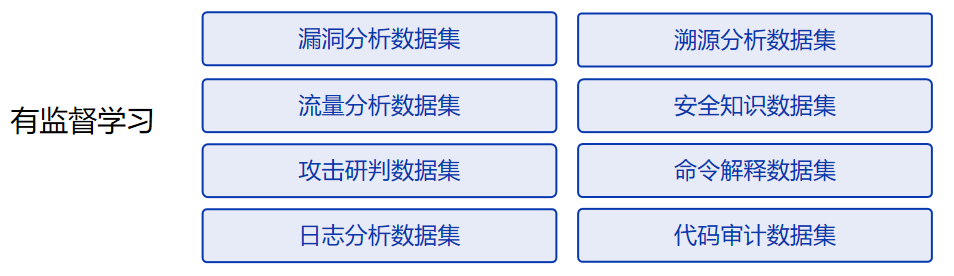 有监督学习
漏洞分析数据集
溯源分析数据集
流量分析数据集
安全知识数据集
攻击研判数据集
命令解释数据集
日志分析数据集
代码审计数据集